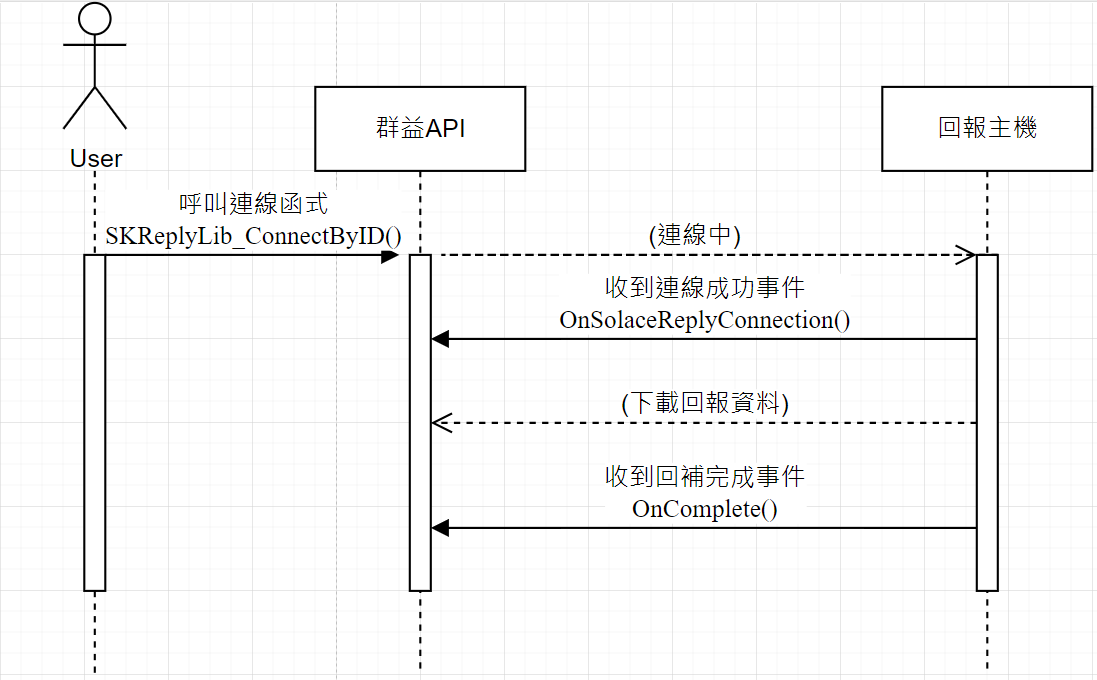 User
群益API
回報主機
呼叫連線函式
SKReplyLib_ConnectByID()
(連線中)
收到連線成功事件
OnSolaceReplyConnection()
(下載回報資料)
收到回補完成事件
OnComplete()